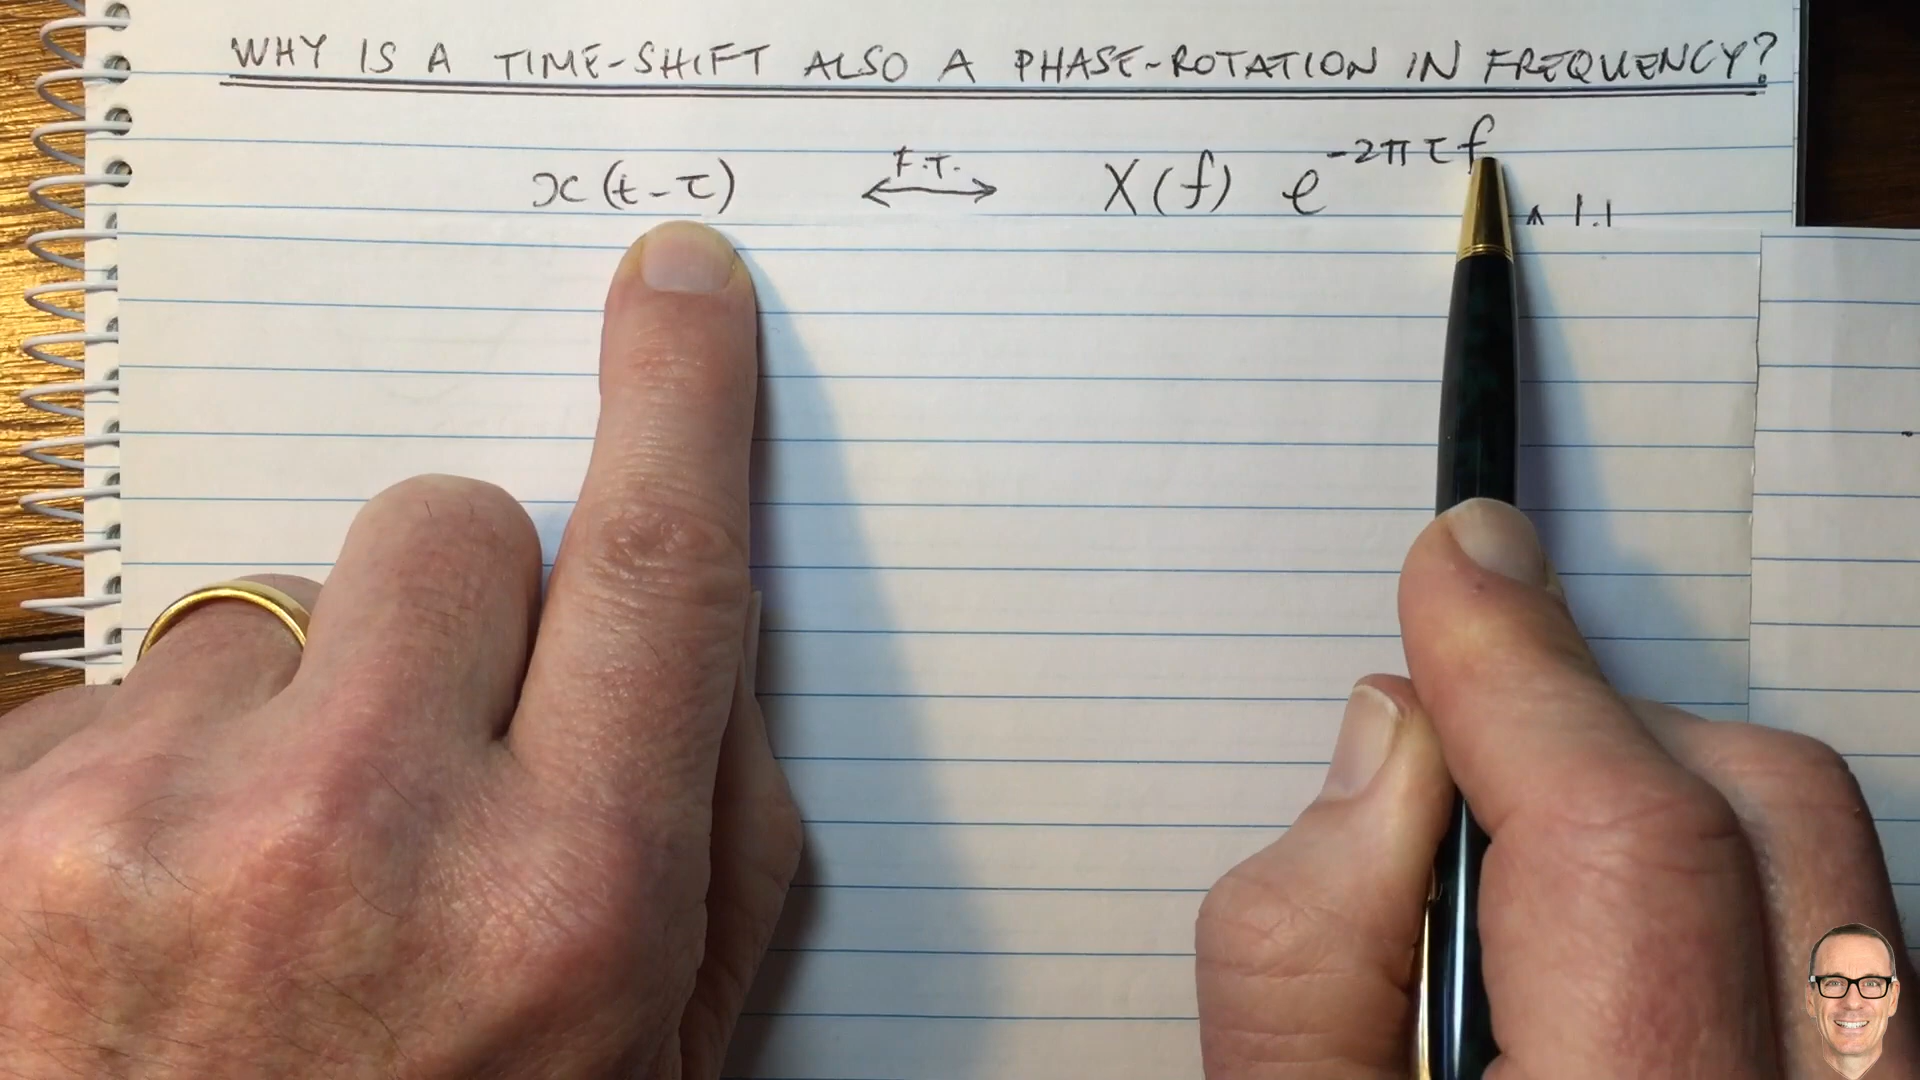 WHY IS A TIME-SHIFT ALSO A PHASE-ROTATION IN FREQUENCY?
x(t-τ) ⟷ F.T. X(f) e^{-2πτf}